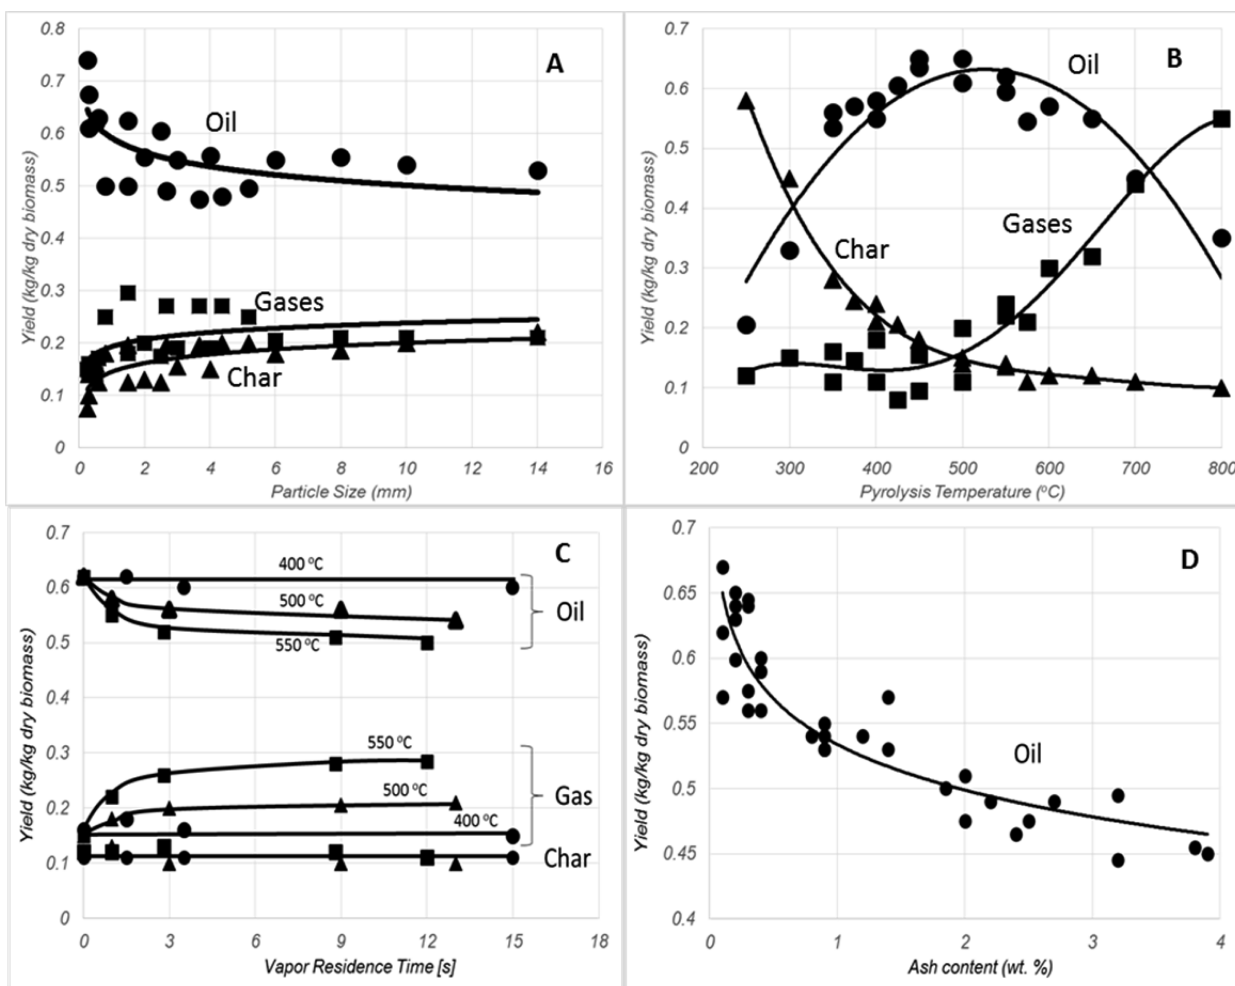 A
Yield (kg/kg dry biomass)
0.8
0.7
0.6
0.5
0.4
0.3
0.2
0.1
0
Oil
Gases
Char
0 2 4 6 8 10 12 14 16
Particle Size (mm)
B
Yield (kg/kg dry biomass)
0.7
0.6
0.5
0.4
0.3
0.2
0.1
0
Oil
Gases
Char
200 300 400 500 600 700 800
Pyrolysis Temperature (°C)
C
Yield (kg/kg dry biomass)
0.7
0.6
0.5
0.4
0.3
0.2
0.1
0
400 °C
500 °C
550 °C
Oil
550 °C
500 °C
400 °C
Gas
Char
0 3 6 9 12 15 18
Vapor Residence Time [s]
D
Yield (kg/kg dry biomass)
0.7
0.65
0.6
0.55
0.5
0.45
0.4
Oil
0 1 2 3 4
Ash content (wt. %)